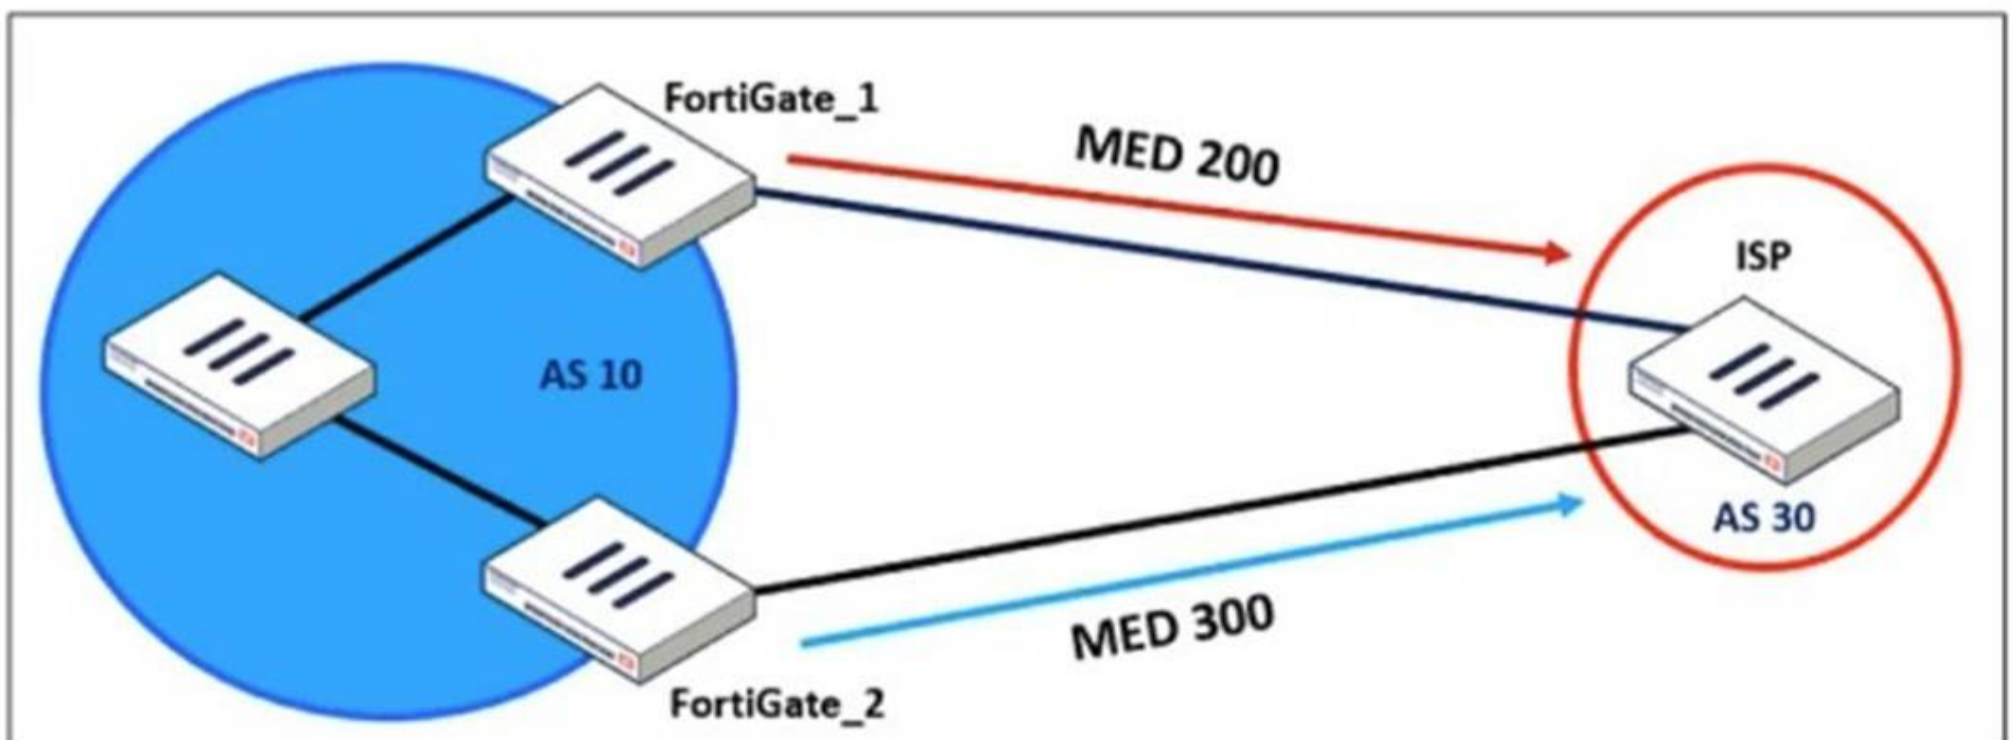 FortiGate_1
MED 200
ISP
AS 10
AS 30
MED 300
FortiGate_2